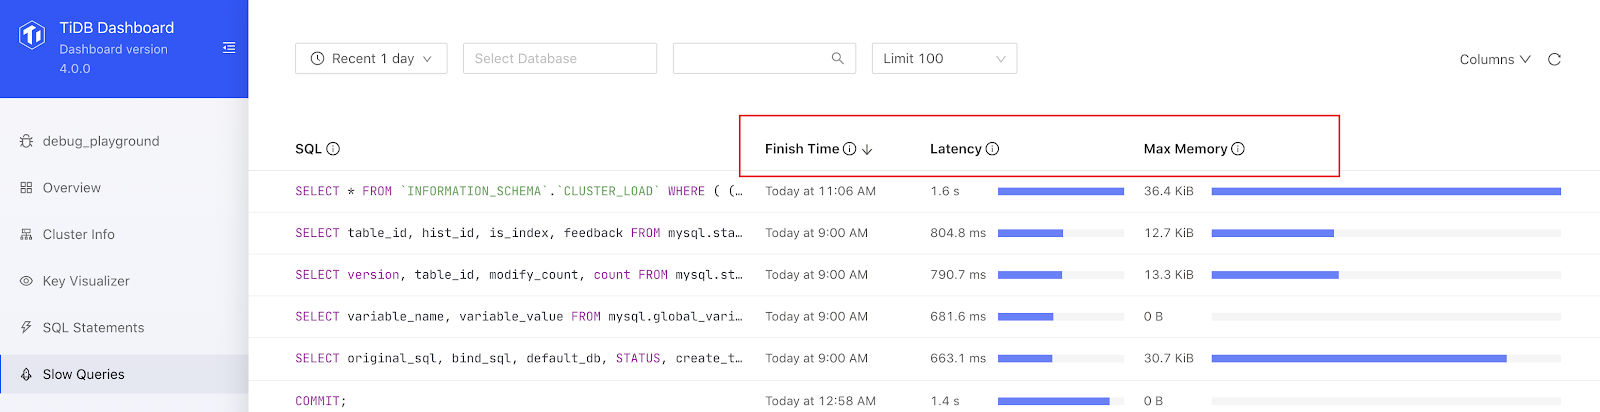 TiDB Dashboard
Dashboard version
4.0.0
debug_playground
Overview
Cluster Info
Key Visualizer
SQL Statements
Slow Queries
Recent 1 day Select Database Limit 100 Columns
SQL Finish Time Latency Max Memory
SELECT * FROM `INFORMATION_SCHEMA`.`CLUSTER_LOAD` WHERE ( (… Today at 11:06 AM 1.6 s 36.4 KiB
SELECT table_id, hist_id, is_index, feedback FROM mysql.sta… Today at 9:00 AM 804.8 ms 12.7 KiB
SELECT version, table_id, modify_count, count FROM mysql.st… Today at 9:00 AM 790.7 ms 13.3 KiB
SELECT variable_name, variable_value FROM mysql.global_vari… Today at 9:00 AM 681.6 ms 0 B
SELECT original_sql, bind_sql, default_db, STATUS, create_t… Today at 9:00 AM 663.1 ms 30.7 KiB
COMMIT; Today at 12:58 AM 1.4 s 0 B